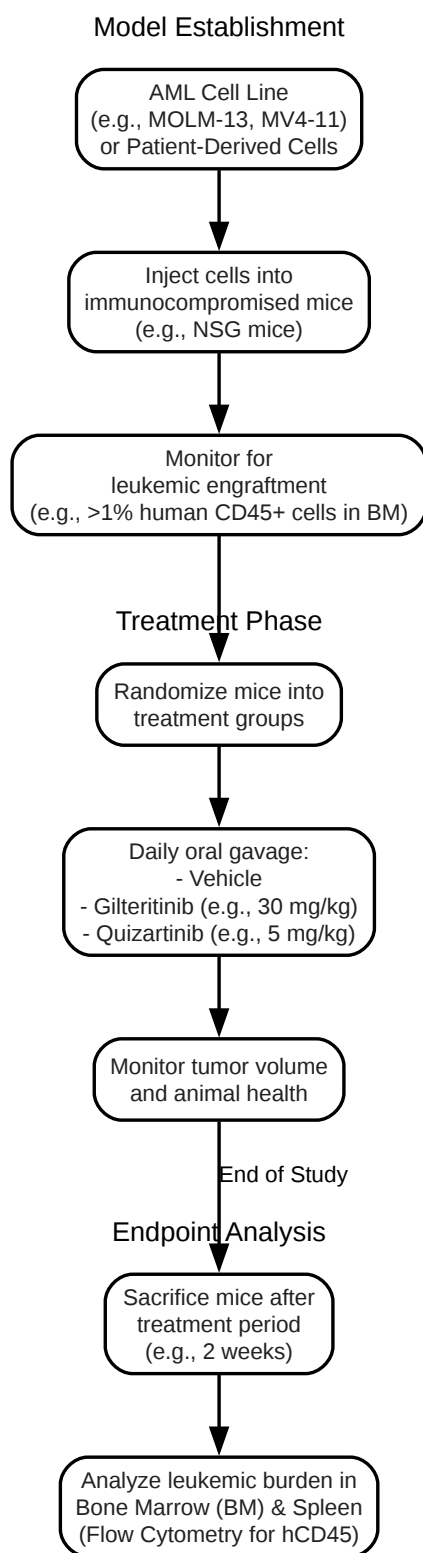 Model Establishment
AML Cell Line
(e.g., MOLM-13, MV4-11)
or Patient-Derived Cells
Inject cells into
immunocompromised mice
(e.g., NSG mice)
Monitor for
leukemic engraftment
(e.g., >1% human CD45+ cells in BM)
Treatment Phase
Randomize mice into
treatment groups
Daily oral gavage:
- Vehicle
- Gilteritinib (e.g., 30 mg/kg)
- Quizartinib (e.g., 5 mg/kg)
Monitor tumor volume
and animal health
End of Study
Endpoint Analysis
Sacrifice mice after
treatment period
(e.g., 2 weeks)
Analyze leukemic burden in
Bone Marrow (BM) & Spleen
(Flow Cytometry for hCD45)